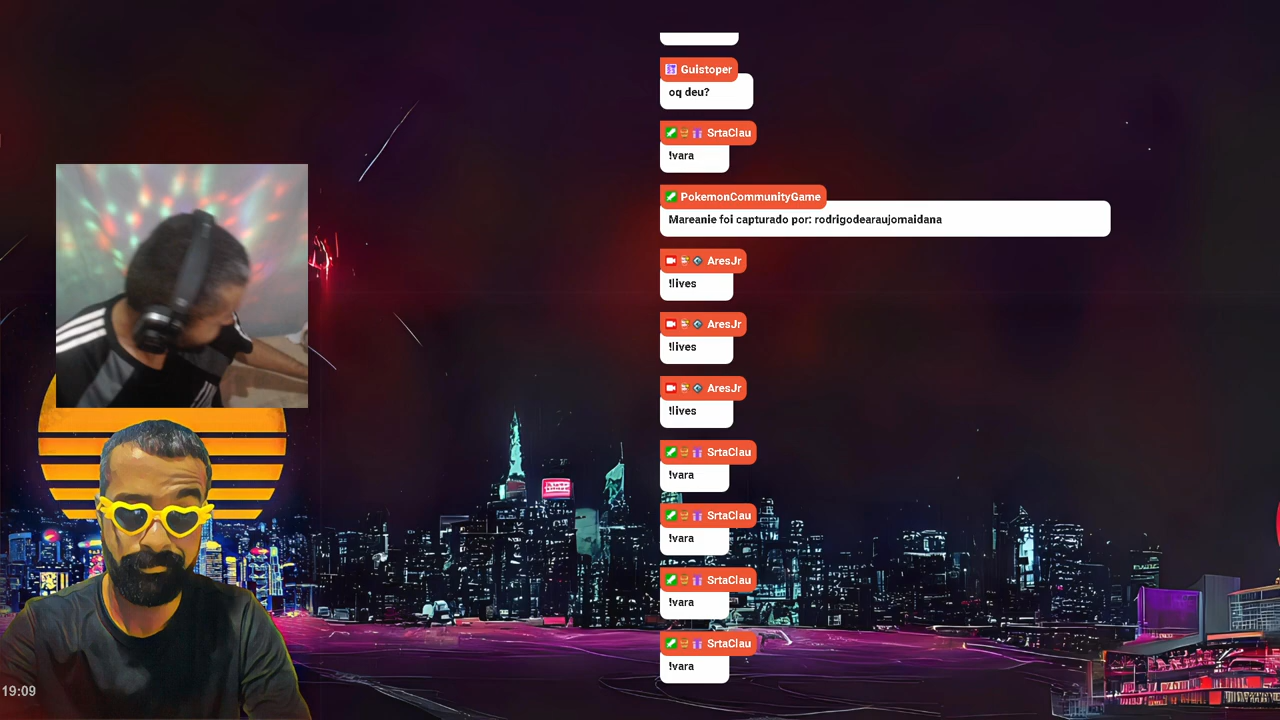 Guistoper
oq deu?
SrtaClau
!vara
PokemonCommunityGame
Mareanie foi capturado por: rodrigodearaujomaidana
AresJr
!lives
AresJr
!lives
AresJr
!lives
SrtaClau
!vara
SrtaClau
!vara
SrtaClau
!vara
SrtaClau
!vara
19:09